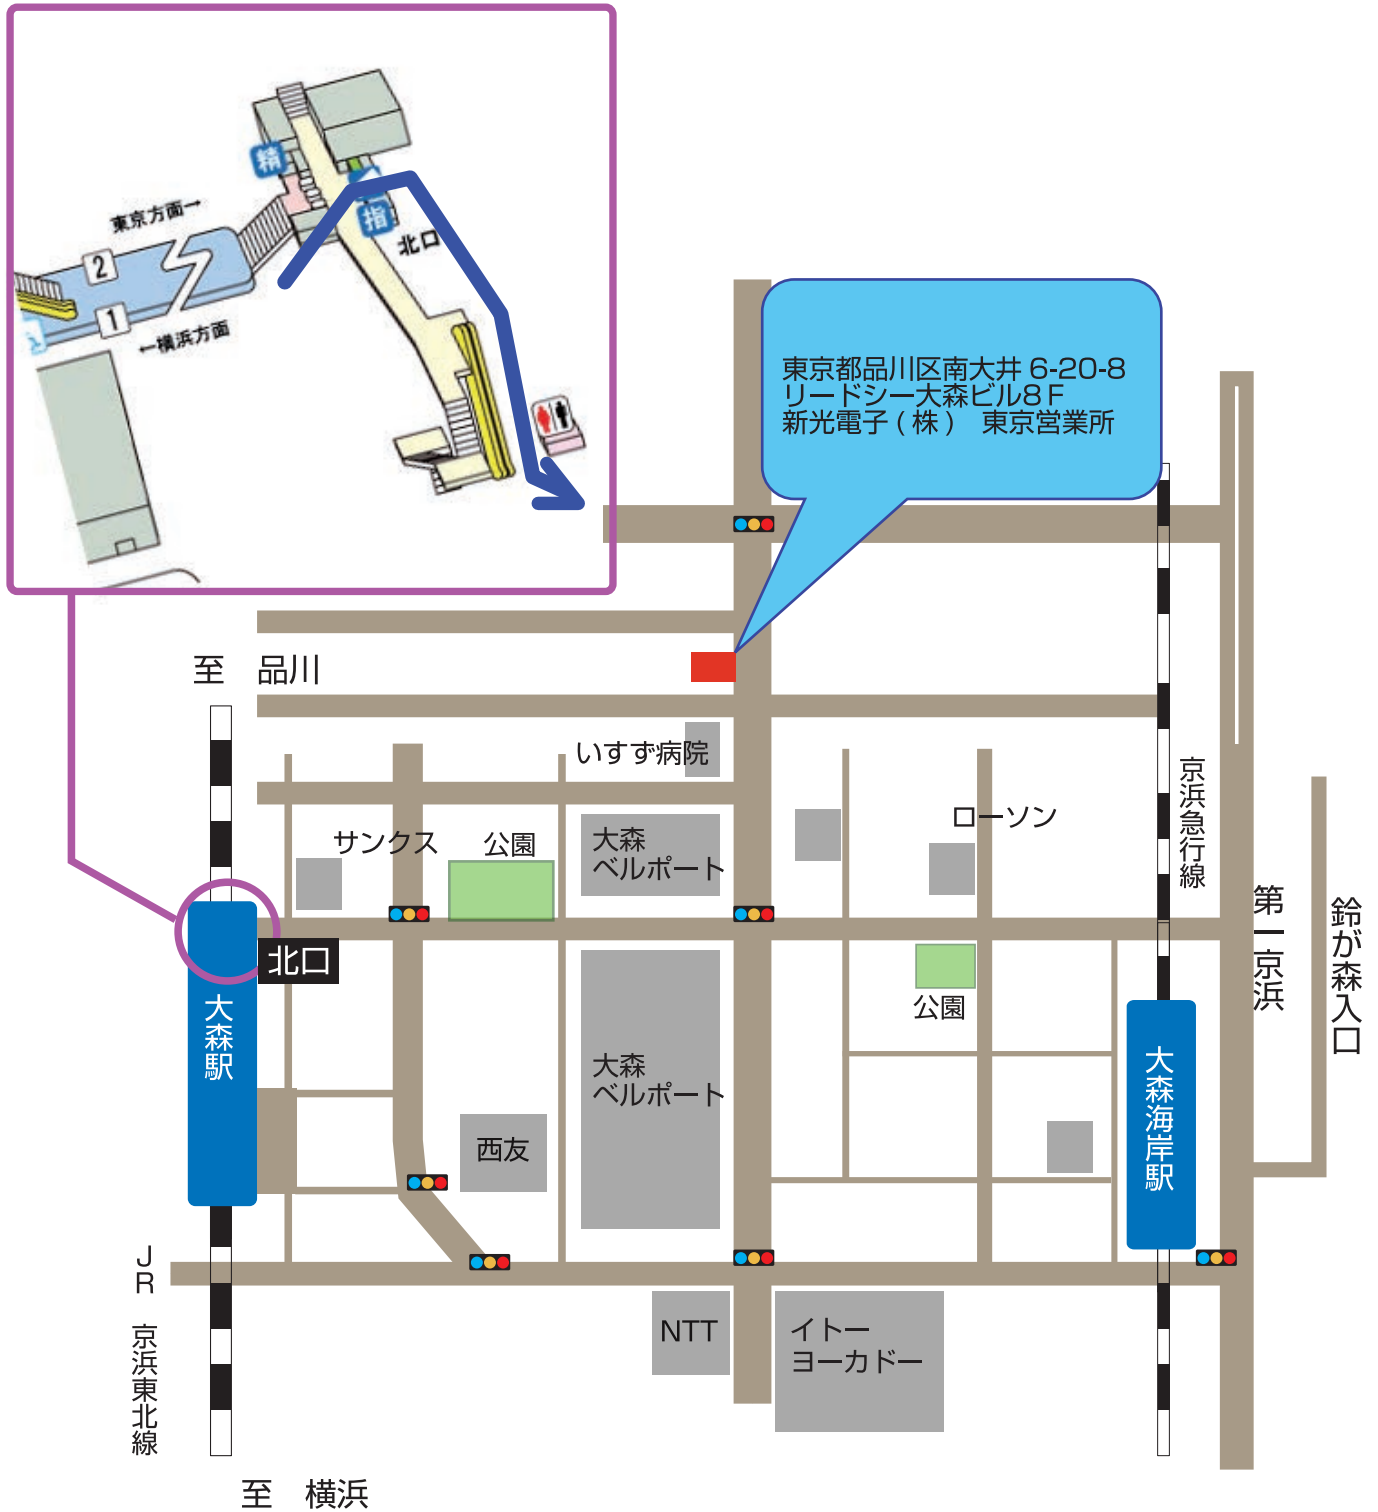 精
東京方面→
2
指
北口
1
←横浜方面
東京都品川区南大井 6-20-8
リードシー大森ビル8F
新光電子(株) 東京営業所
至 品川
いすず病院
京浜急行線
ローソン
サンクス
公園
大森
ベルポート
第一京浜
鈴が森入口
北口
大森駅
公園
大森
ベルポート
大森海岸駅
西友
JR 京浜東北線
NTT
イトー
ヨーカドー
至 横浜